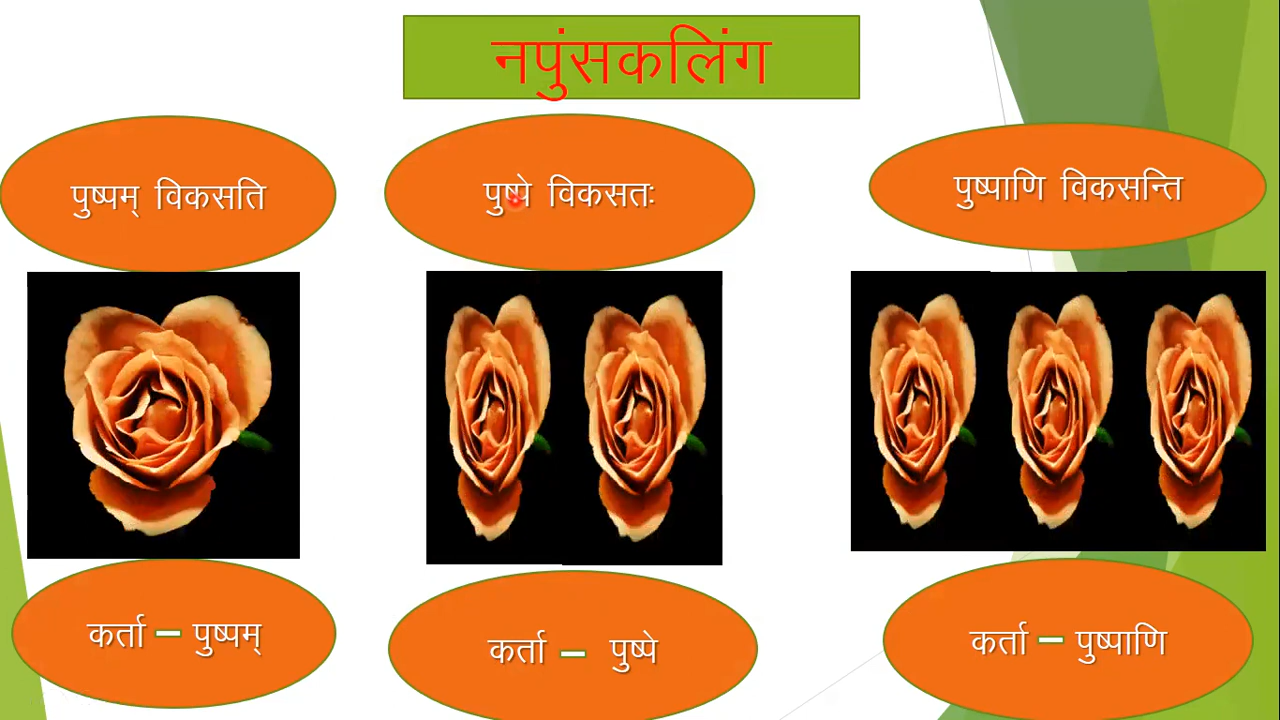 नपुंसकलिंग
पुष्पम् विकसति
पुष्पे विकसतः
पुष्पाणि विकसन्ति
कर्ता – पुष्पम्
कर्ता – पुष्पे
कर्ता – पुष्पाणि